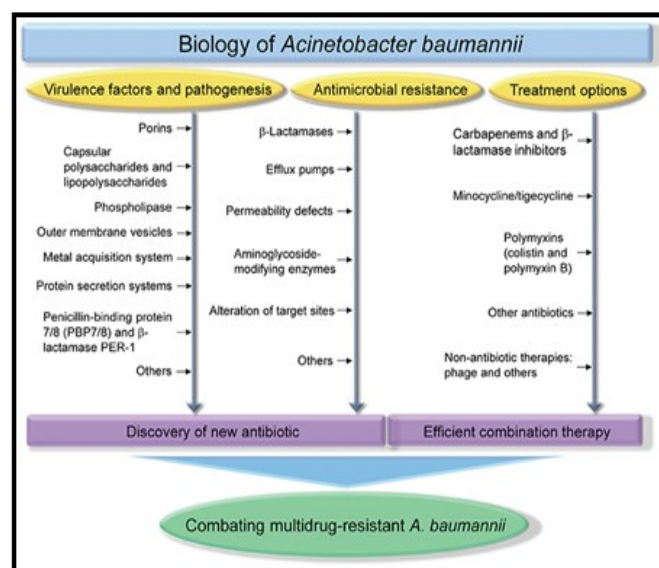 Biology of Acinetobacter baumannii
Virulence factors and pathogenesis
Porins
Capsular
polysaccharides and
lipopolysaccharides
Phospholipase
Outer membrane vesicles
Metal acquisition system
Protein secretion systems
Penicillin-binding protein
7/8 (PBP7/8) and β-
lactamase PER-1
Others
Antimicrobial resistance
β-Lactamases
Efflux pumps
Permeability defects
Aminoglycoside-
modifying enzymes
Alteration of target sites
Others
Treatment options
Carbapenems and β-
lactamase inhibitors
Minocycline/tigecycline
Polymyxins
(colistin and
polymyxin B)
Other antibiotics
Non-antibiotic therapies:
phage and others
Discovery of new antibiotic
Efficient combination therapy
Combating multidrug-resistant A. baumannii